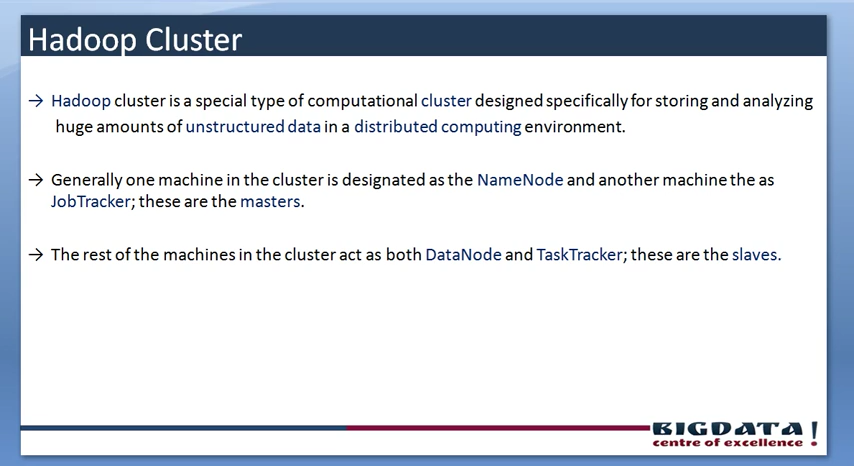 Hadoop Cluster
→ Hadoop cluster is a special type of computational cluster designed specifically for storing and analyzing
huge amounts of unstructured data in a distributed computing environment.
→ Generally one machine in the cluster is designated as the NameNode and another machine the as
JobTracker; these are the masters.
→ The rest of the machines in the cluster act as both DataNode and TaskTracker; these are the slaves.
BIGDATA!
centre of excellence